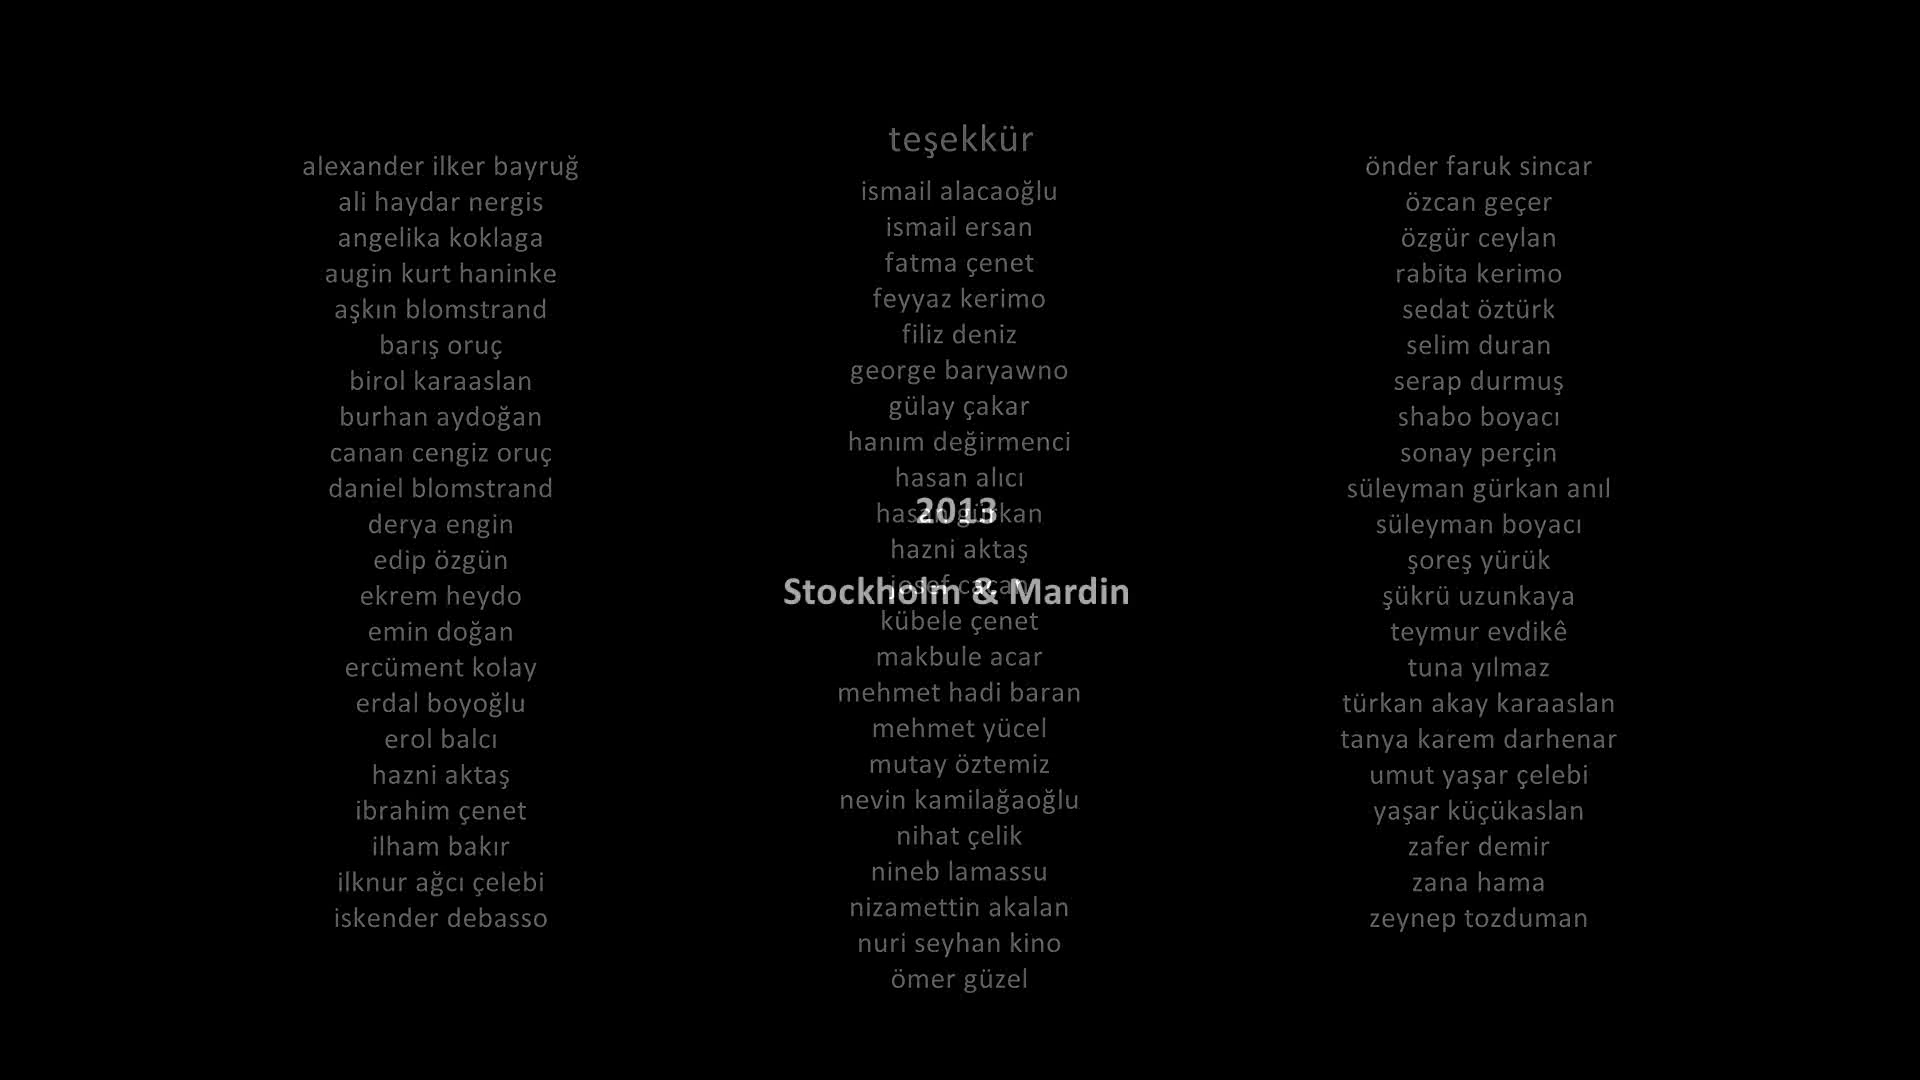 teşekkür
alexander ilker bayruğ
ali haydar nergis
angelika koklaga
augin kurt haninke
aşkın blomstrand
barış oruç
birol karaaslan
burhan aydoğan
canan cengiz oruç
daniel blomstrand
derya engin
edip özgün
ekrem heydo
emin doğan
ercüment kolay
erdal boyoğlu
erol balcı
hazni aktaş
ibrahim çenet
ilham bakır
ilknur ağcı çelebi
iskender debasso
ismail alacaoğlu
ismail ersan
fatma çenet
feyyaz kerimo
filiz deniz
george baryawno
gülay çakar
hanım değirmenci
hasan alıcı
hasan gürkan
2013
hazni aktaş
josef
Stockholm & Mardin
kübele çenet
makbule acar
mehmet hadi baran
mehmet yücel
mutay öztemiz
nevin kamilağaoğlu
nihat çelik
nineb lamassu
nizamettin akalan
nuri seyhan kino
ömer güzel
önder faruk sincar
özcan geçer
özgür ceylan
rabita kerimo
sedat öztürk
selim duran
serap durmuş
shabo boyacı
sonay perçin
süleyman gürkan anıl
süleyman boyacı
şoreş yürük
şükrü uzunkaya
teymur evdikê
tuna yılmaz
türkan akay karaaslan
tanya karem darhenar
umut yaşar çelebi
yaşar küçükaslan
zafer demir
zana hama
zeynep tozduman